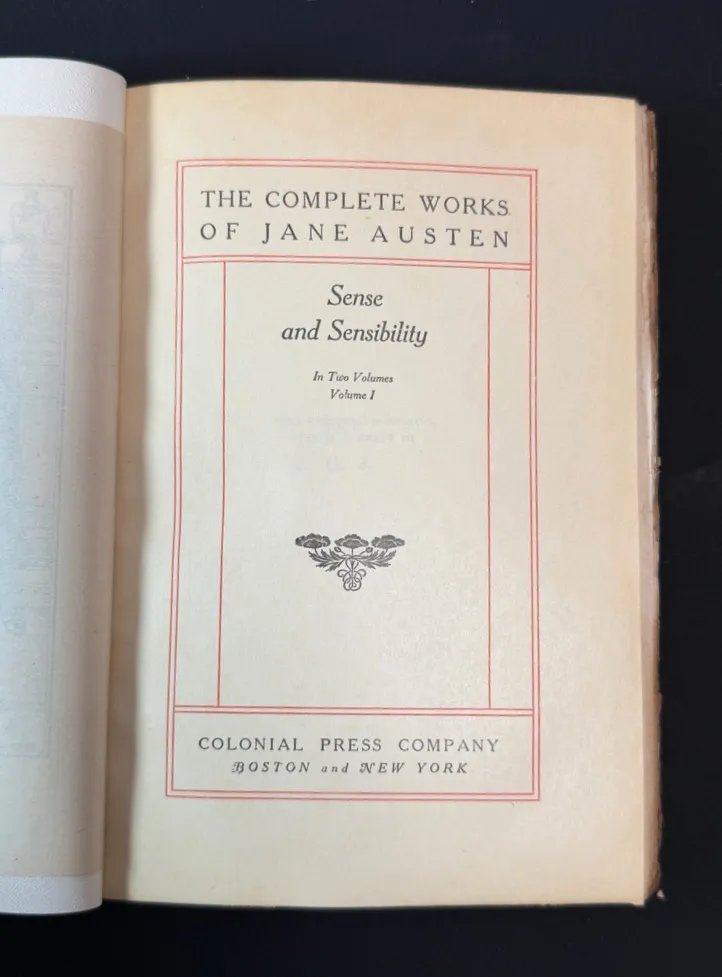 THE COMPLETE WORKS
OF JANE AUSTEN
Sense
and Sensibility
In Two Volumes
Volume I
COLONIAL PRESS COMPANY
BOSTON and NEW YORK